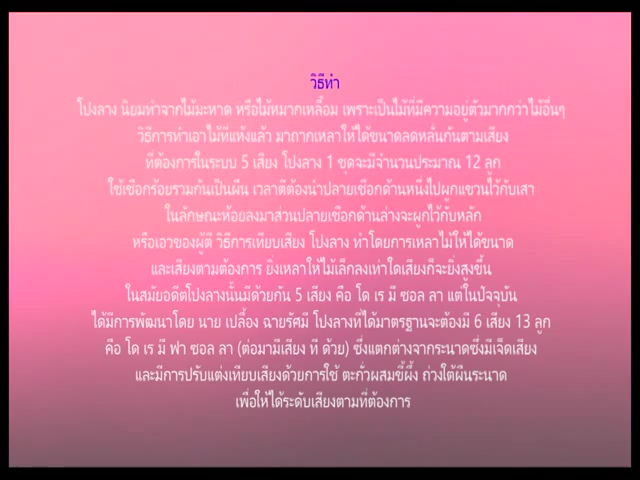 วิธีทำ
โปงลาง นิยมทำจากไม้มะหาด หรือไม้หมากเหลื้อม เพราะเป็นไม้ที่มีความอยู่ตัวมากกว่าไม้อื่นๆ
วิธีการทำเอาไม้ที่แห้งแล้ว มาถากเหลาให้ได้ขนาดลดหลั่นกันตามเสียง
ที่ต้องการในระบบ 5 เสียง โปงลาง 1 ชุดจะมีจำนวนประมาณ 12 ลูก
ใช้เชือกร้อยรวมกันเป็นผืน เวลาตีต้องนำปลายเชือกด้านหนึ่งไปผูกแขวนไว้กับเสา
ในลักษณะห้อยลงมาส่วนปลายเชือกด้านล่างจะผูกไว้กับหลัก
หรือเอาของผู้ตี วิธีการเทียบเสียง โปงลาง ทำโดยการเหลาไม้ให้ได้ขนาด
และเสียงตามต้องการ ยิ่งเหลาให้ไม้เล็กลงเท่าใดเสียงก็จะยิ่งสูงขึ้น
ในสมัยอดีตโปงลางนั้นมีด้วยกัน 5 เสียง คือ โด เร มี ซอล ลา แต่ในปัจจุบัน
ได้มีการพัฒนาโดย นาย เปลื้อง ฉายรัศมี โปงลางที่ได้มาตรฐานจะต้องมี 6 เสียง 13 ลูก
คือ โด เร มี ฟา ซอล ลา (ต่อมามีเสียง ที ด้วย) ซึ่งแตกต่างจากระนาดซึ่งมีเจ็ดเสียง
และมีการปรับแต่งเทียบเสียงด้วยการใช้ ตะกั่วผสมขี้ผึ้ง ถ่วงใต้ผืนระนาด
เพื่อให้ได้ระดับเสียงตามที่ต้องการ